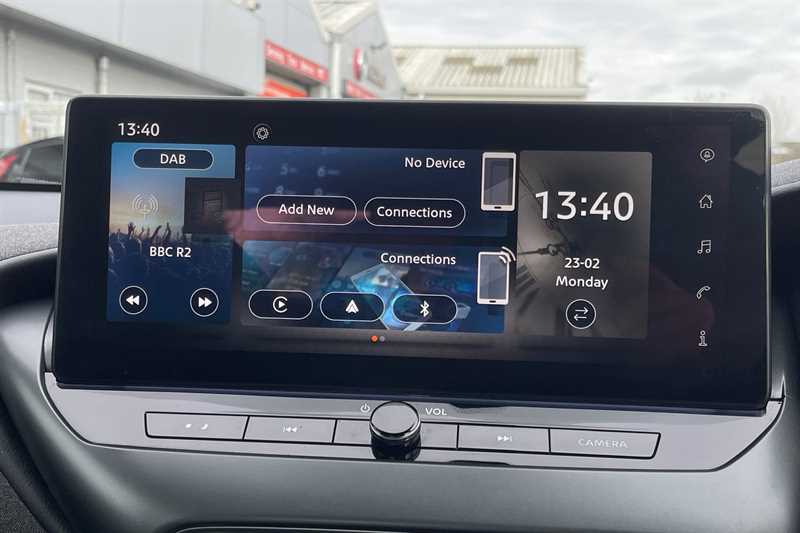 13:40
DAB
BBC R2
No Device
Add New
Connections
Connections
13:40
23-02
Monday
VOL
CAMERA